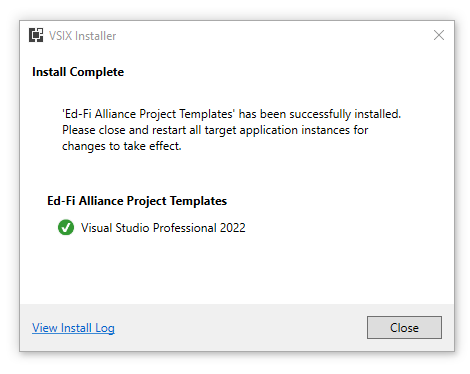 VSIX Installer
Install Complete
'Ed-Fi Alliance Project Templates' has been successfully installed.
Please close and restart all target application instances for
changes to take effect.
Ed-Fi Alliance Project Templates
Visual Studio Professional 2022
View Install Log
Close